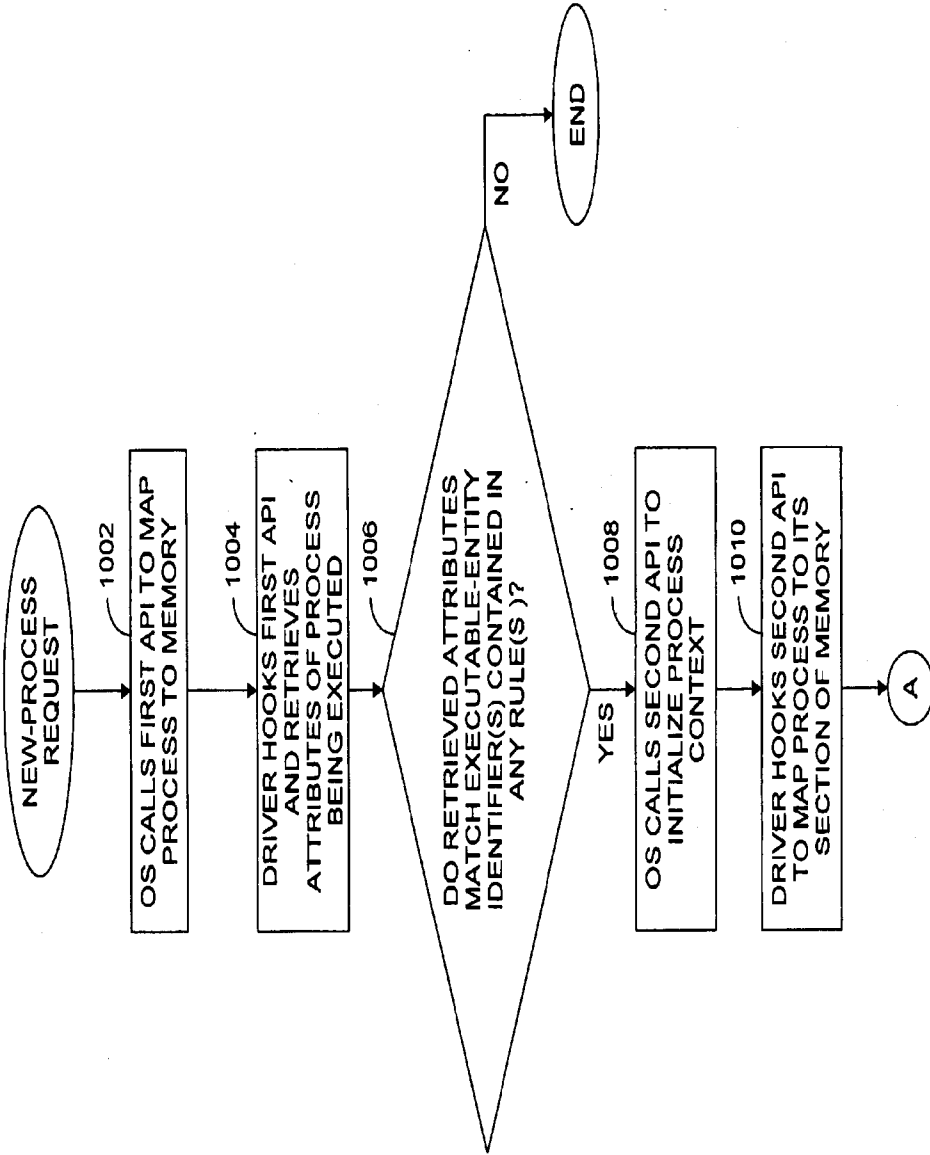 NEW-PROCESS
REQUEST
1002
OS CALLS FIRST API TO MAP
PROCESS TO MEMORY
1004
DRIVER HOOKS FIRST API
AND RETRIEVES
ATTRIBUTES OF PROCESS
BEING EXECUTED
1006
DO RETRIEVED ATTRIBUTES
MATCH EXECUTABLE-ENTITY
IDENTIFIER(S) CONTAINED IN
ANY RULE(S )?
NO
END
YES
1008
OS CALLS SECOND API TO
INITIALIZE PROCESS
CONTEXT
1010
DRIVER HOOKS SECOND API
TO MAP PROCESS TO ITS
SECTION OF MEMORY
A